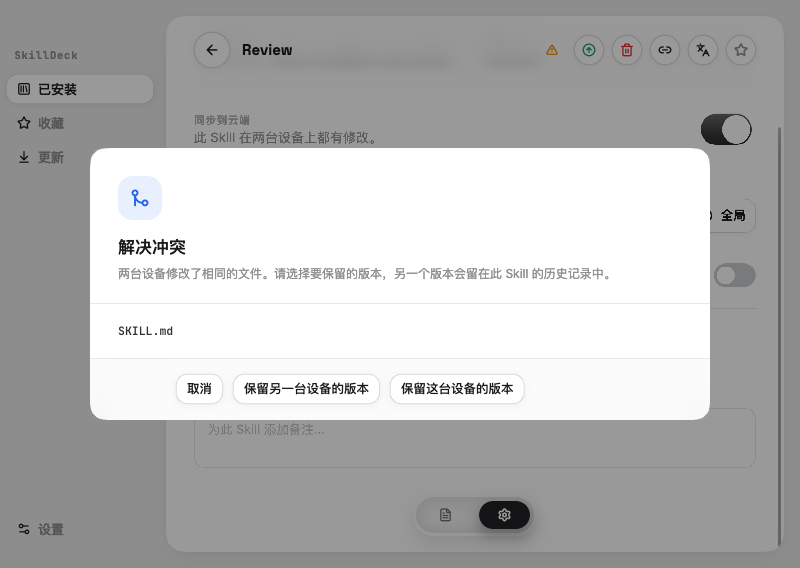 SkillDeck
已安装
收藏
更新
设置
Review
同步到云端
此 Skill 在两台设备上都有修改。
全局
解决冲突
两台设备修改了相同的文件。请选择要保留的版本，另一个版本会留在此 Skill 的历史记录中。
SKILL.md
取消
保留另一台设备的版本
保留这台设备的版本
为此 Skill 添加备注...